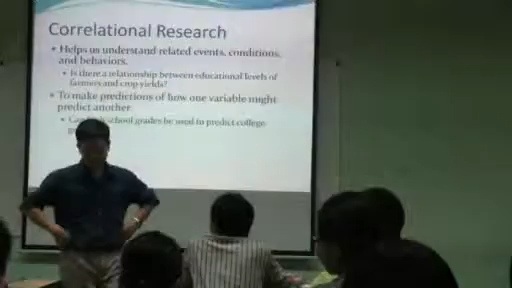 Correlational Research
• Helps us understand related events, conditions,
and behaviors.
• Is there a relationship between educational levels of
farmers and crop yields?
• To make predictions of how one variable might
predict another
• school grades be used to predict college